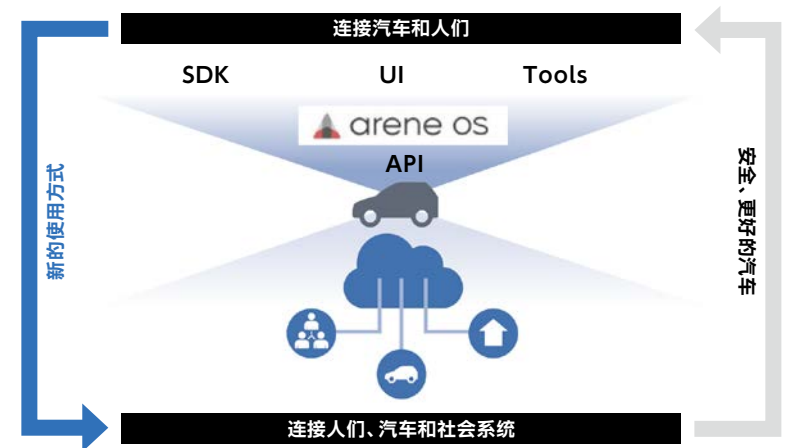 连接汽车和人们
SDK UI Tools
arene os
API
新的使用方式
安全、更好的汽车
连接人们、汽车和社会系统